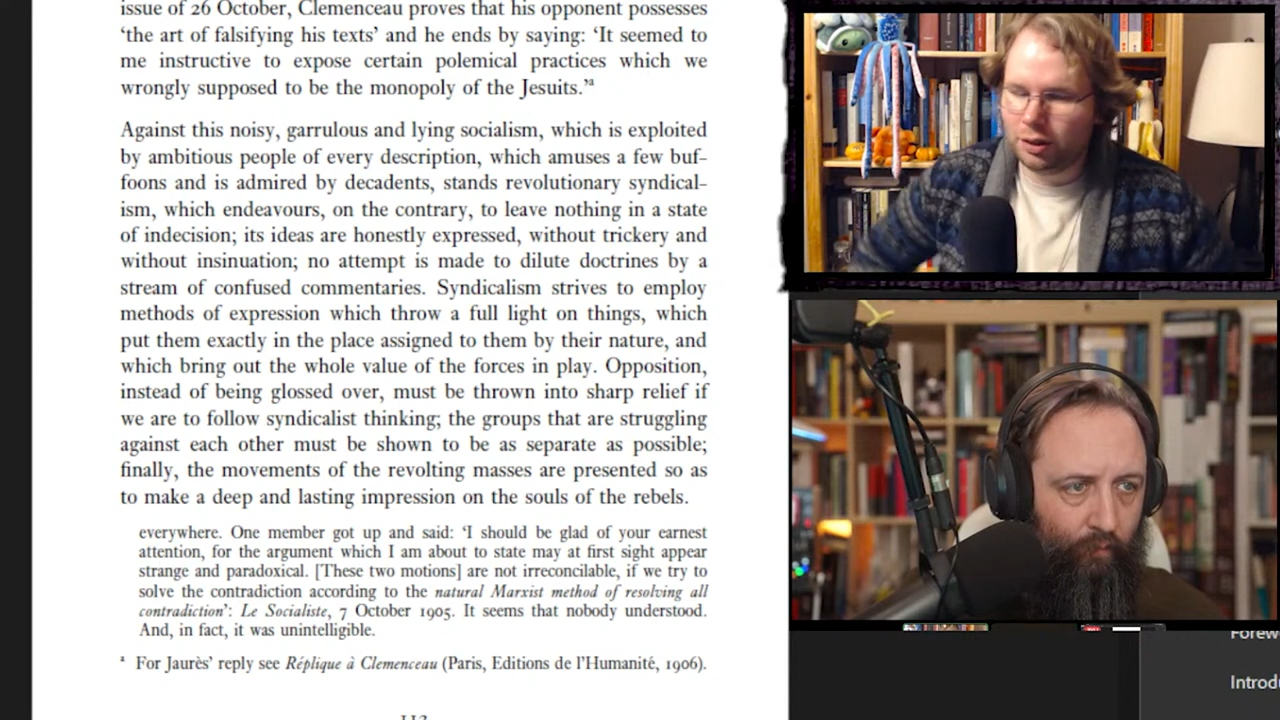 issue of 26 October, Clemenceau proves that his opponent possesses
‘the art of falsifying his texts’ and he ends by saying: ‘It seemed to
me instructive to expose certain polemical practices which we
wrongly supposed to be the monopoly of the Jesuits.’ᵃ
Against this noisy, garrulous and lying socialism, which is exploited
by ambitious people of every description, which amuses a few buf-
foons and is admired by decadents, stands revolutionary syndical-
ism, which endeavours, on the contrary, to leave nothing in a state
of indecision; its ideas are honestly expressed, without trickery and
without insinuation; no attempt is made to dilute doctrines by a
stream of confused commentaries. Syndicalism strives to employ
methods of expression which throw a full light on things, which
put them exactly in the place assigned to them by their nature, and
which bring out the whole value of the forces in play. Opposition,
instead of being glossed over, must be thrown into sharp relief if
we are to follow syndicalist thinking; the groups that are struggling
against each other must be shown to be as separate as possible;
finally, the movements of the revolting masses are presented so as
to make a deep and lasting impression on the souls of the rebels.
everywhere. One member got up and said: ‘I should be glad of your earnest
attention, for the argument which I am about to state may at first sight appear
strange and paradoxical. [These two motions] are not irreconcilable, if we try to
solve the contradiction according to the natural Marxist method of resolving all
contradiction’: Le Socialiste, 7 October 1905. It seems that nobody understood.
And, in fact, it was unintelligible.
ᵃ For Jaurès’ reply see Réplique à Clemenceau (Paris, Editions de l’Humanité, 1906).
Forew
Introdu